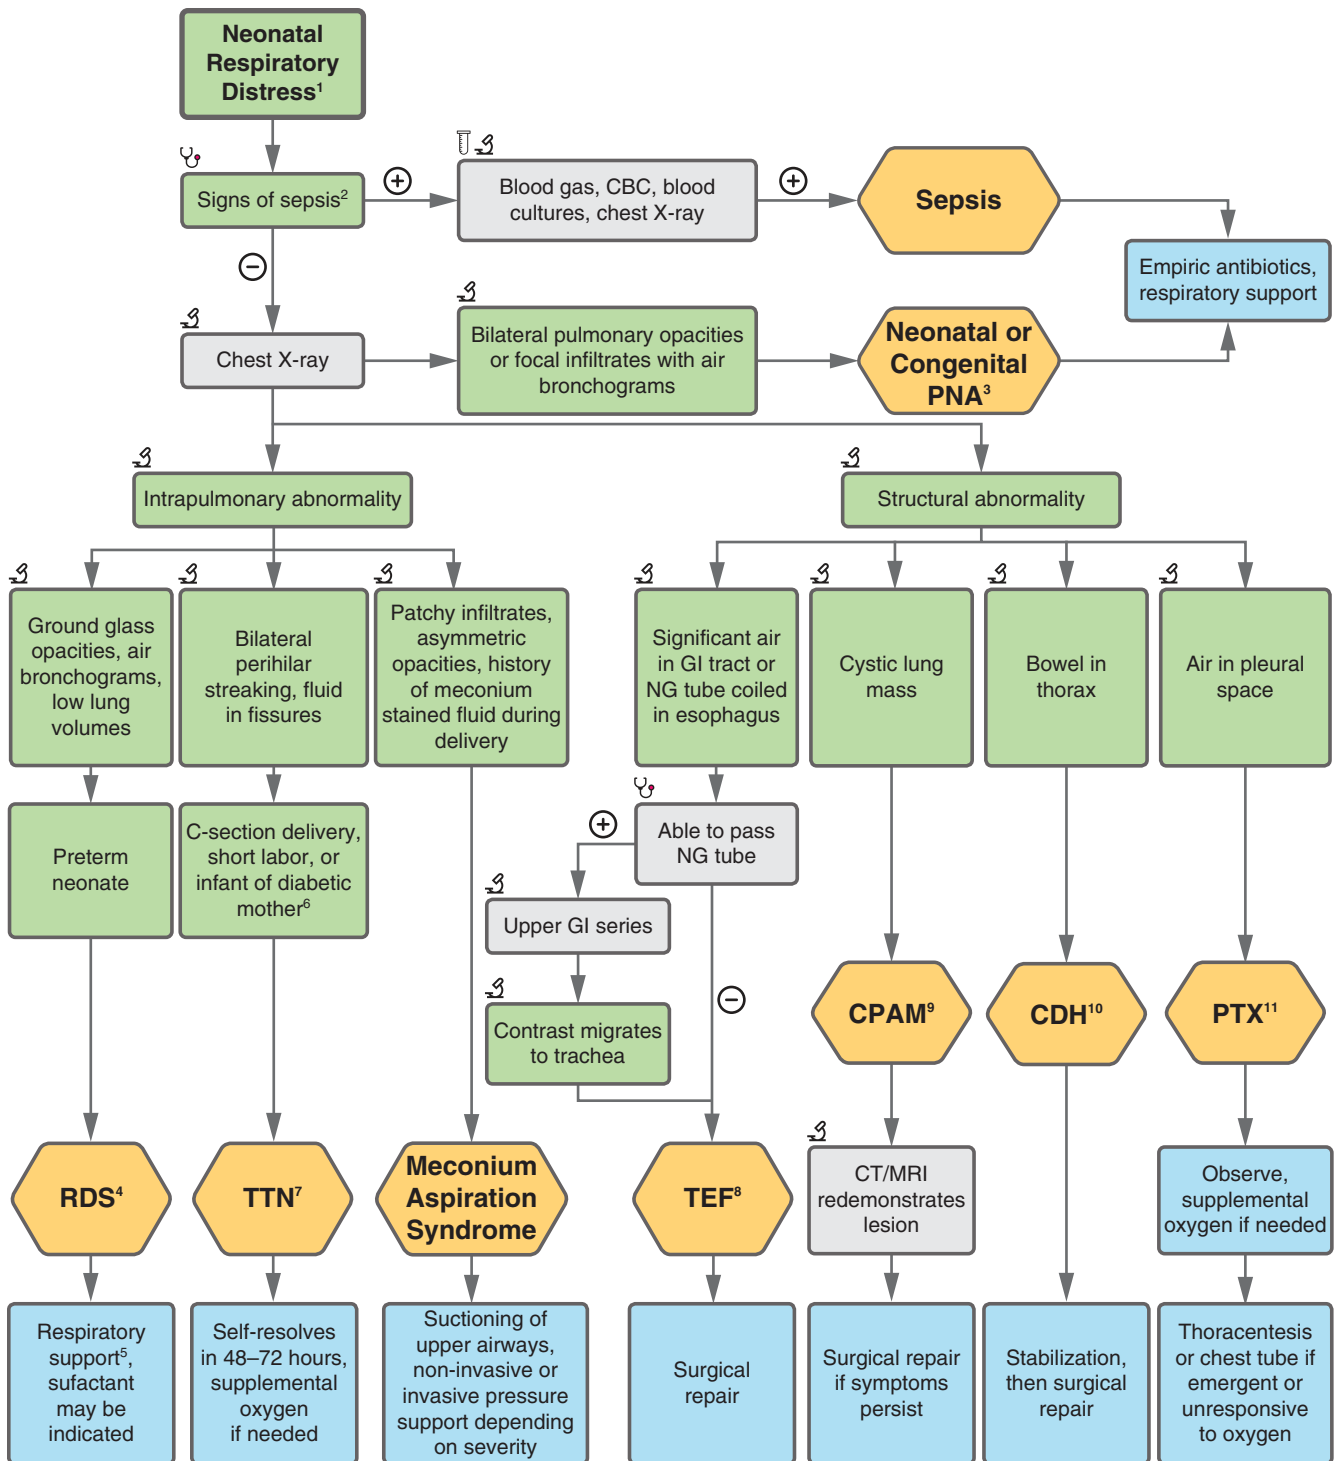 Neonatal
Respiratory
Distress¹
Signs of sepsis²
+
Blood gas, CBC, blood
cultures, chest X-ray
+
Sepsis
Empiric antibiotics,
respiratory support
−
Chest X-ray
Bilateral pulmonary opacities
or focal infiltrates with air
bronchograms
Neonatal or
Congenital
PNA³
Intrapulmonary abnormality
Structural abnormality
Ground glass
opacities, air
bronchograms,
low lung
volumes
Bilateral
perihilar
streaking, fluid
in fissures
Patchy infiltrates,
asymmetric
opacities, history
of meconium
stained fluid during
delivery
Significant air
in GI tract or
NG tube coiled
in esophagus
Cystic lung
mass
Bowel in
thorax
Air in pleural
space
Preterm
neonate
C-section delivery,
short labor, or
infant of diabetic
mother⁶
+
Able to pass
NG tube
Upper GI series
−
Contrast migrates
to trachea
CPAM⁹
CDH¹⁰
PTX¹¹
RDS⁴
TTN⁷
Meconium
Aspiration
Syndrome
TEF⁸
CT/MRI
redemonstrates
lesion
Observe,
supplemental
oxygen if needed
Respiratory
support⁵,
sufactant
may be
indicated
Self-resolves
in 48–72 hours,
supplemental
oxygen
if needed
Suctioning of
upper airways,
non-invasive or
invasive pressure
support depending
on severity
Surgical
repair
Surgical repair
if symptoms
persist
Stabilization,
then surgical
repair
Thoracentesis
or chest tube if
emergent or
unresponsive
to oxygen